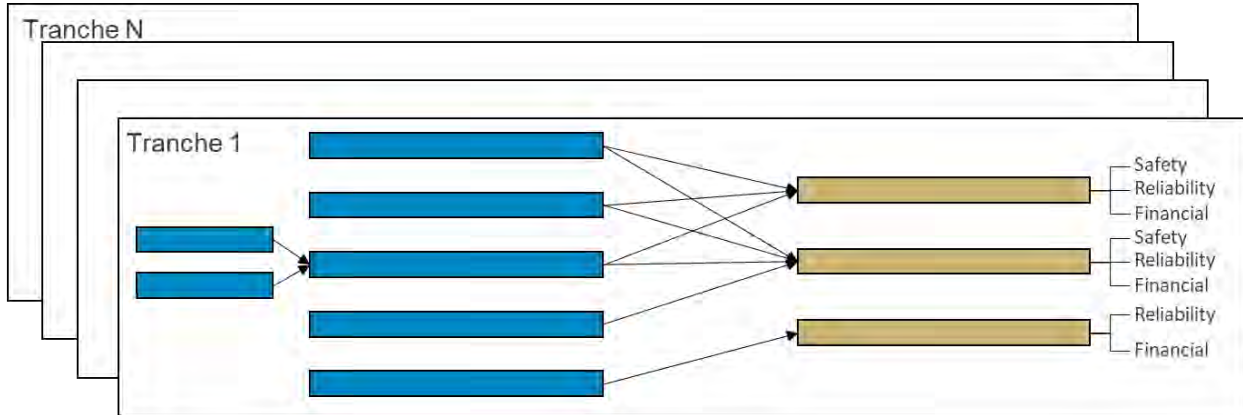 Tranche N
Tranche 1
Safety
Reliability
Financial
Safety
Reliability
Financial
Reliability
Financial